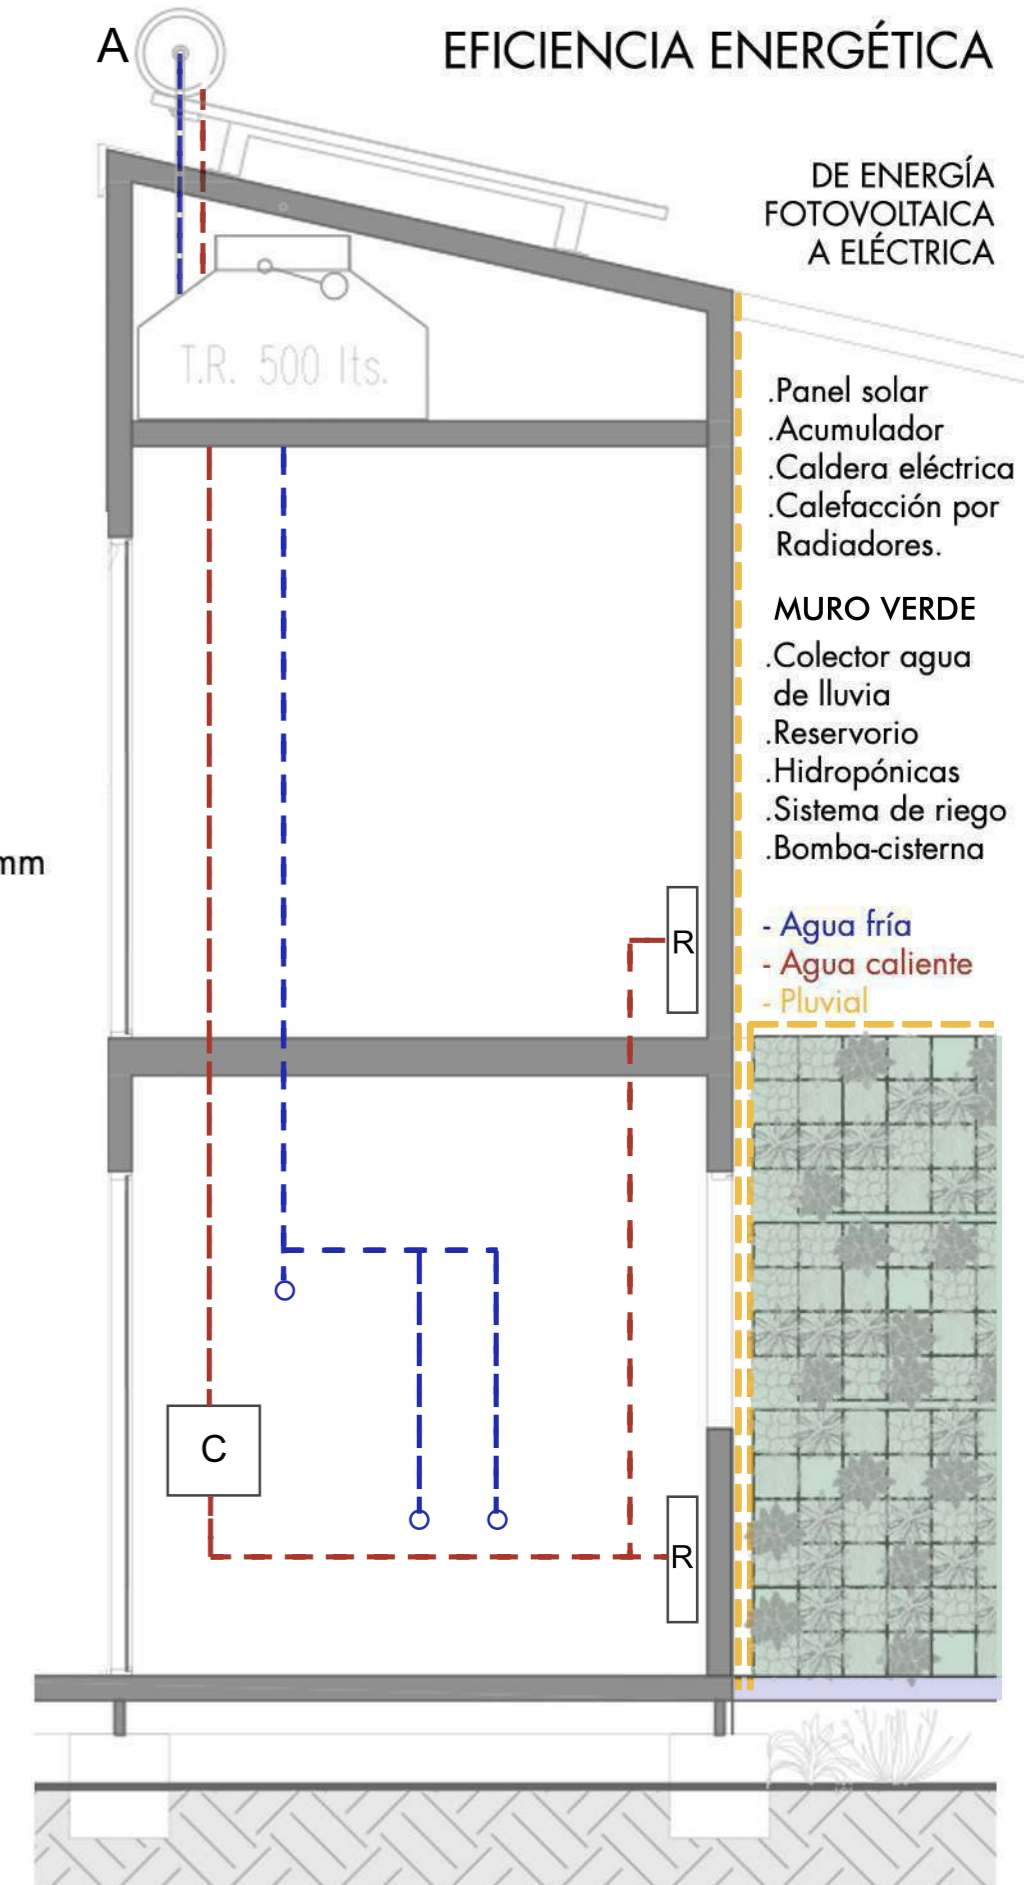 A
EFICIENCIA ENERGÉTICA
DE ENERGÍA
FOTOVOLTAICA
A ELÉCTRICA
T.R. 500 lts.
.Panel solar
.Acumulador
.Caldera eléctrica
.Calefacción por
Radiadores.
MURO VERDE
.Colector agua
de lluvia
.Reservorio
.Hidropónicas
.Sistema de riego
.Bomba-cisterna
mm
R
- Agua fría
- Agua caliente
- Pluvial
C
R